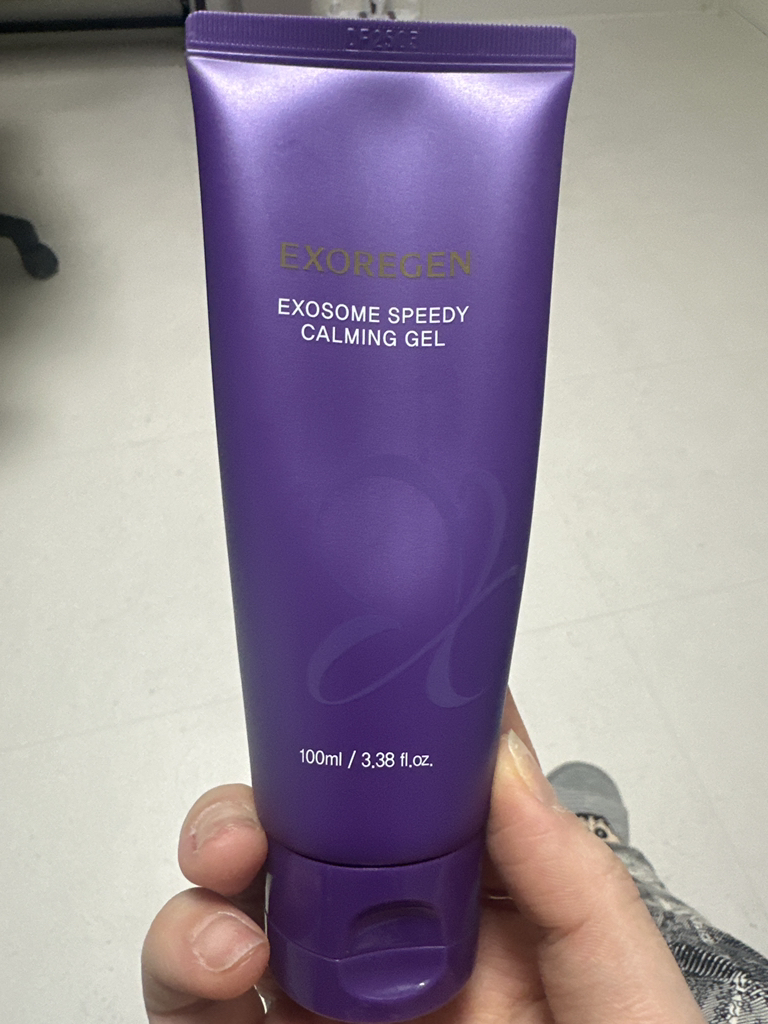 EXOREGEN
EXOSOME SPEEDY
CALMING GEL
100ml / 3.38 fl.oz.